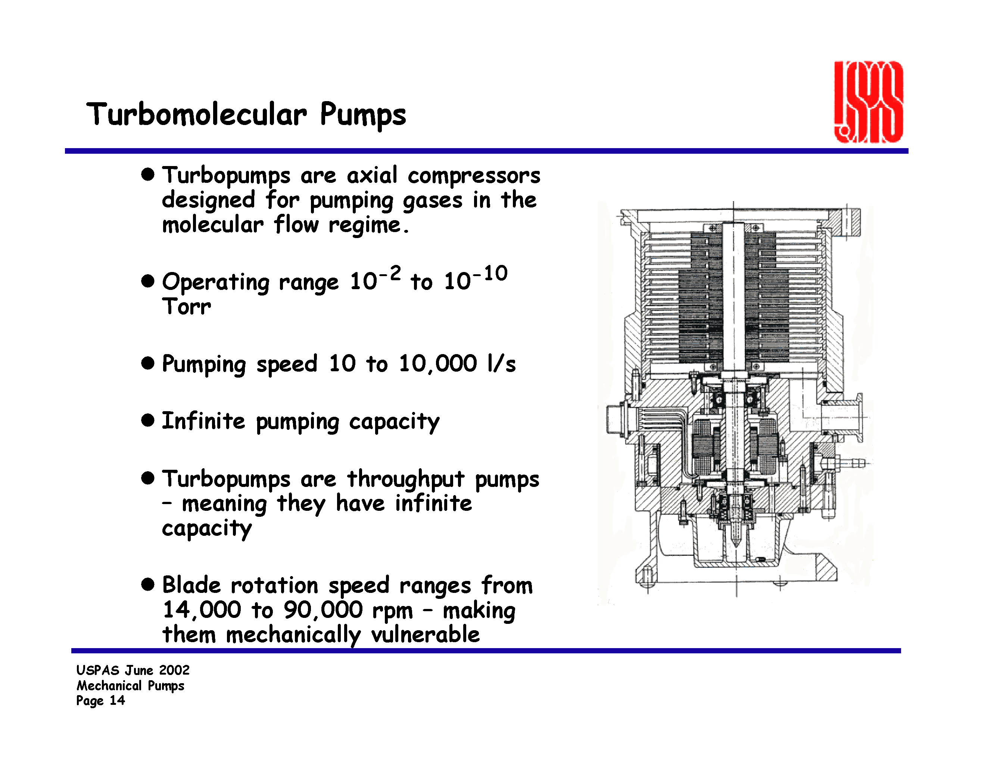 Turbomolecular Pumps
● Turbopumps are axial compressors
designed for pumping gases in the
molecular flow regime.
● Operating range 10⁻² to 10⁻¹⁰
Torr
● Pumping speed 10 to 10,000 l/s
● Infinite pumping capacity
● Turbopumps are throughput pumps
– meaning they have infinite
capacity
● Blade rotation speed ranges from
14,000 to 90,000 rpm – making
them mechanically vulnerable
USPAS June 2002
Mechanical Pumps
Page 14